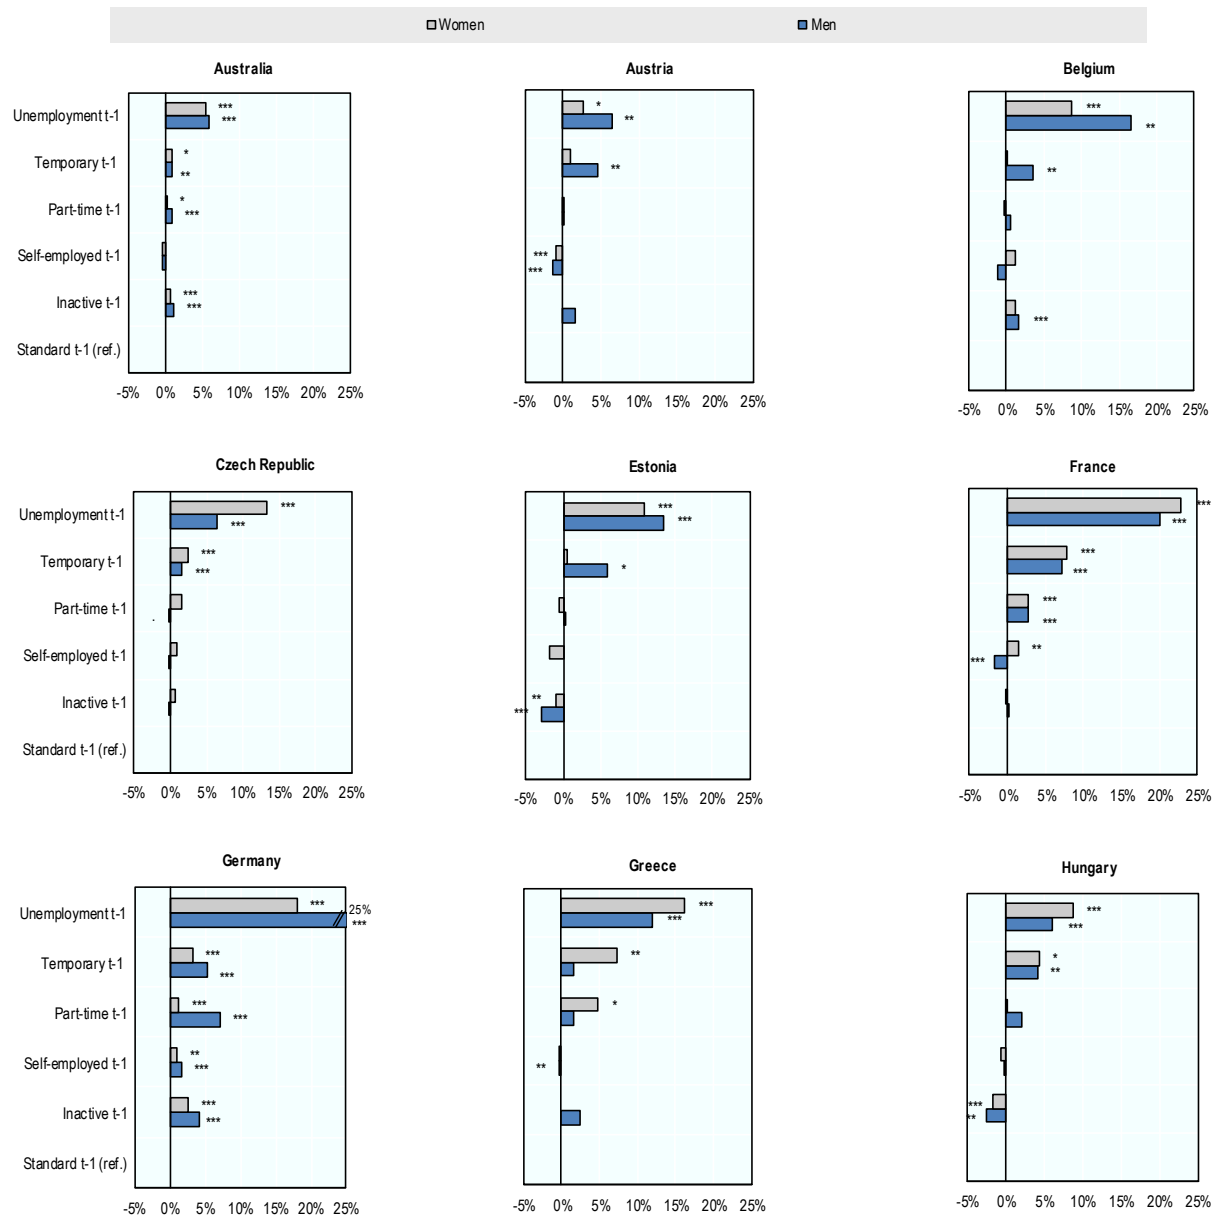 Women Men
Australia Austria Belgium
Unemployment t-1 *** *** * ** *** **
Temporary t-1 * ** ** **
Part-time t-1 * ***
Self-employed t-1 *** ***
Inactive t-1 *** *** ***
Standard t-1 (ref.)
-5% 0% 5% 10% 15% 20% 25% -5% 0% 5% 10% 15% 20% 25% -5% 0% 5% 10% 15% 20% 25%
Czech Republic Estonia France
Unemployment t-1 *** *** *** *** *** ***
Temporary t-1 *** *** * *** ***
Part-time t-1 *** ***
Self-employed t-1 ** ***
Inactive t-1 ** ***
Standard t-1 (ref.)
-5% 0% 5% 10% 15% 20% 25% -5% 0% 5% 10% 15% 20% 25% -5% 0% 5% 10% 15% 20% 25%
Germany Greece Hungary
Unemployment t-1 *** 25% *** *** *** *** ***
Temporary t-1 *** *** ** * **
Part-time t-1 *** *** *
Self-employed t-1 ** *** **
Inactive t-1 *** *** *** **
Standard t-1 (ref.)
-5% 0% 5% 10% 15% 20% 25% -5% 0% 5% 10% 15% 20% 25% -5% 0% 5% 10% 15% 20% 25%